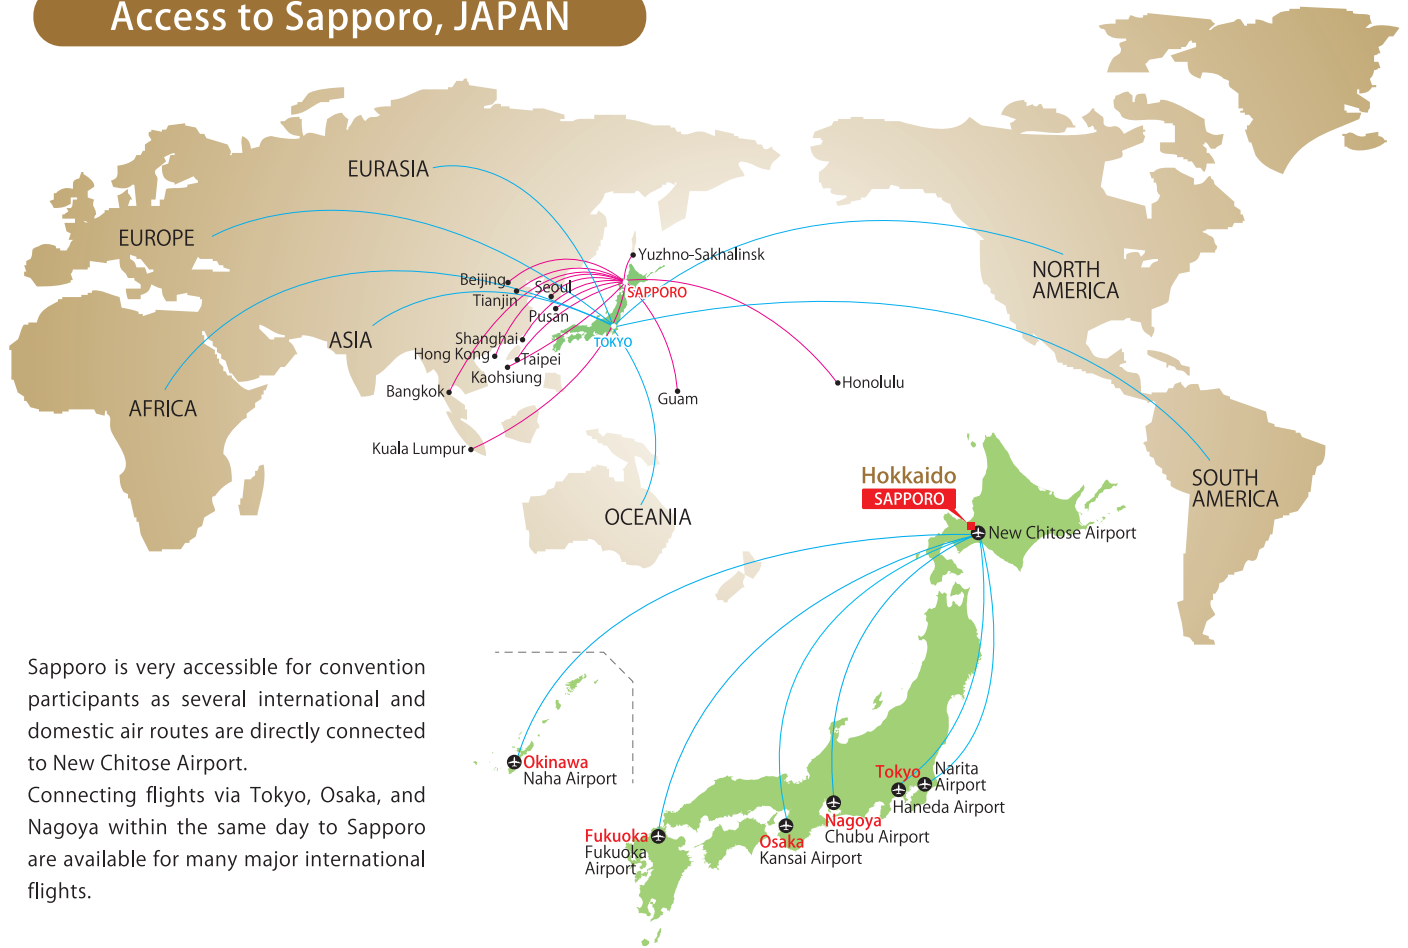 Access to Sapporo, JAPAN
EURASIA
EUROPE
Yuzhno-Sakhalinsk
Beijing
Tianjin
Seoul
SAPPORO
Pusan
NORTH
AMERICA
ASIA
Shanghai
TOKYO
Hong Kong
Taipei
Kaohsiung
Bangkok
Guam
Honolulu
AFRICA
Kuala Lumpur
OCEANIA
SOUTH
AMERICA
Hokkaido
SAPPORO
New Chitose Airport
Sapporo is very accessible for convention
participants as several international and
domestic air routes are directly connected
to New Chitose Airport.
Connecting flights via Tokyo, Osaka, and
Nagoya within the same day to Sapporo
are available for many major international
flights.
Okinawa
Naha Airport
Tokyo
Narita
Airport
Haneda Airport
Nagoya
Chubu Airport
Osaka
Kansai Airport
Fukuoka
Fukuoka
Airport